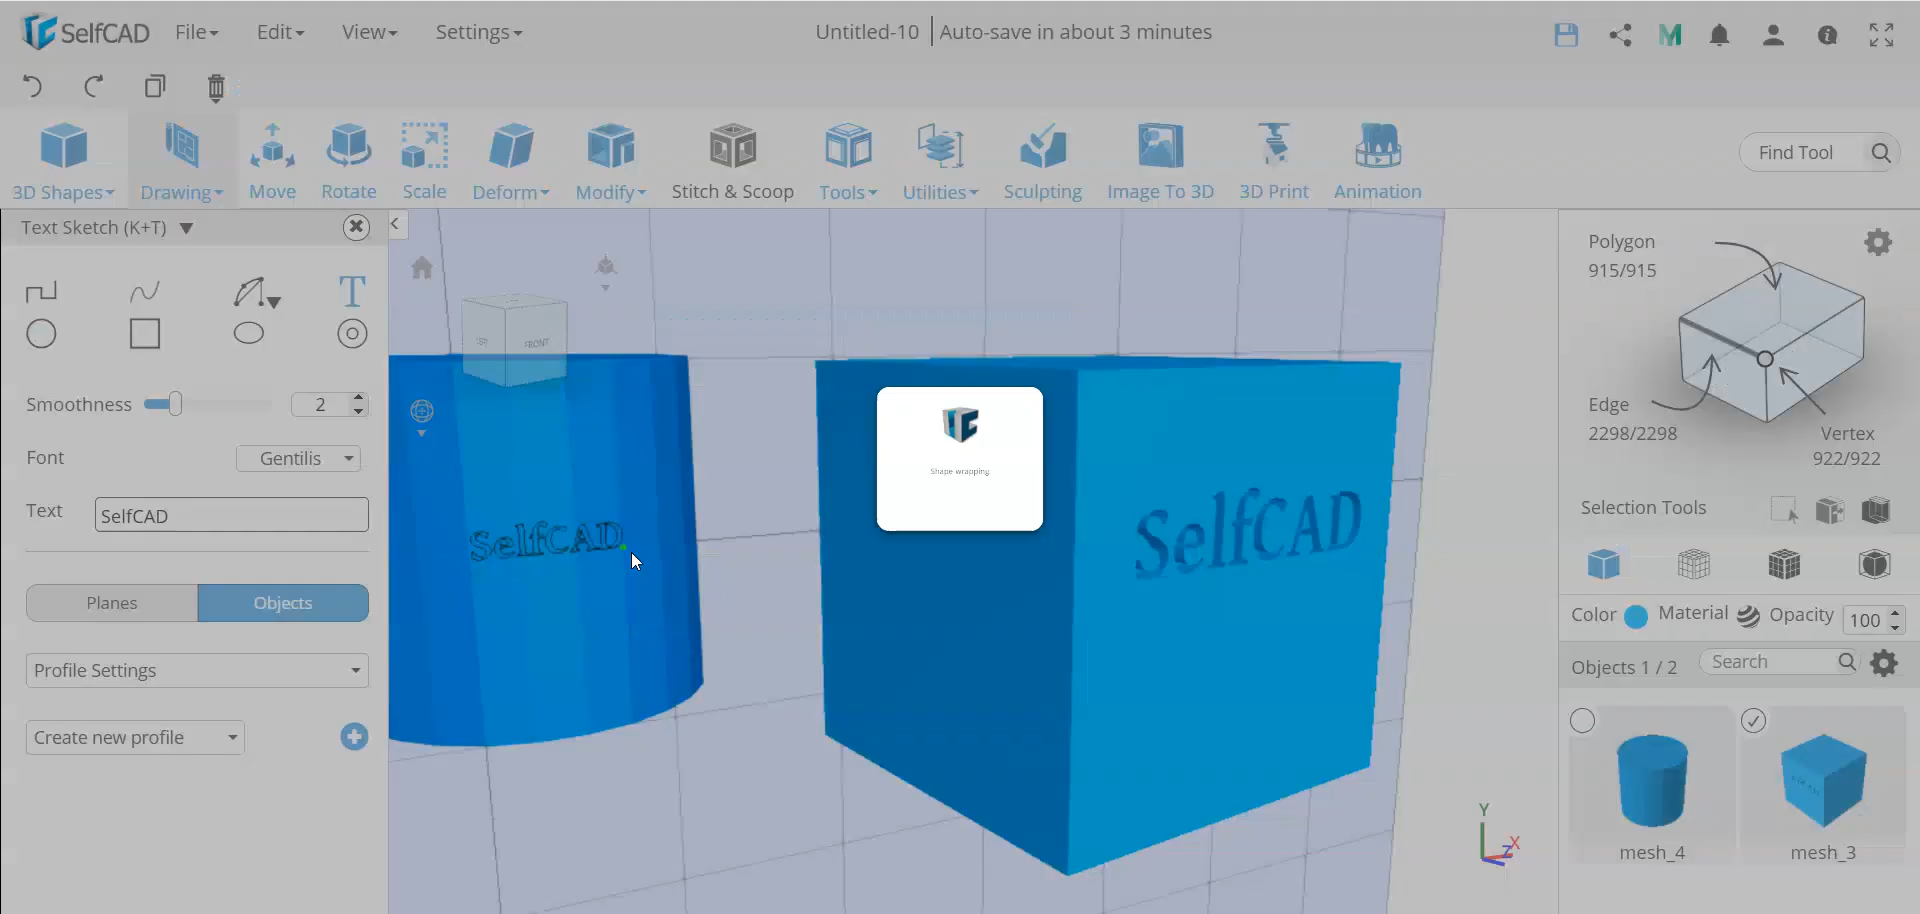 SelfCAD File Edit View Settings Untitled-10 Auto-save in about 3 minutes
3D Shapes Drawing Move Rotate Scale Deform Modify Stitch & Scoop Tools Utilities Sculpting Image To 3D 3D Print Animation Find Tool
Text Sketch (K+T)
Smoothness 2
Font Gentilis
Text SelfCAD
Planes Objects
Profile Settings
Create new profile
FRONT
SelfCAD
SelfCAD
Shape wrapping
Polygon
915/915
Edge
2298/2298
Vertex
922/922
Selection Tools
Color Material Opacity 100
Objects 1 / 2 Search
mesh_4 mesh_3
Y
X
Z